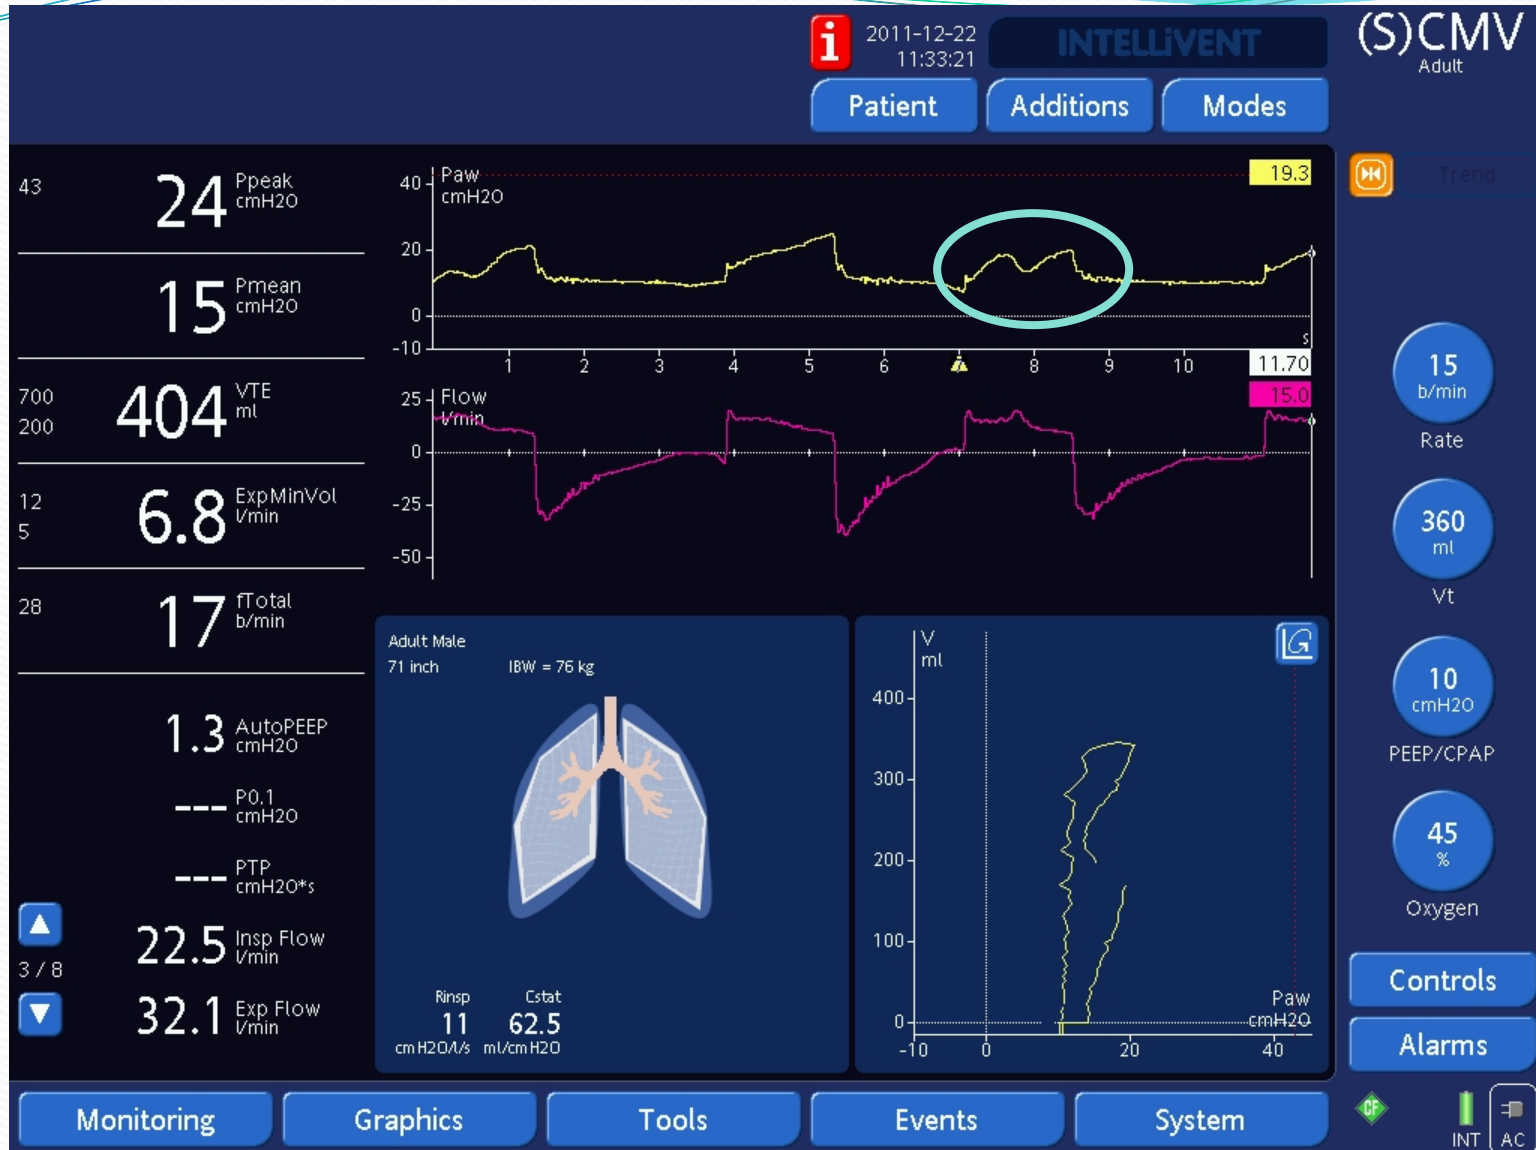 i
2011-12-22
11:33:21
INTELLiVENT
(S)CMV
Adult
Patient
Additions
Modes
43
24
Ppeak
cmH2O
15
Pmean
cmH2O
700
200
404
VTE
ml
12
5
6.8
ExpMinVol
l/min
28
17
fTotal
b/min
1.3
AutoPEEP
cmH2O
---
P0.1
cmH2O
---
PTP
cmH2O*s
3 / 8
22.5
Insp Flow
l/min
32.1
Exp Flow
l/min
Paw
cmH2O
40
20
0
-10
19.3
s
1 2 3 4 5 6 8 9 10
11.70
Flow
l/min
25
0
-25
-50
15.0
Adult Male
71 inch IBW = 76 kg
Rinsp Cstat
11 62.5
cmH2O/l/s ml/cmH2O
V
ml
400
300
200
100
0
Paw
cmH2O
-10 0 20 40
Trend
15
b/min
Rate
360
ml
Vt
10
cmH2O
PEEP/CPAP
45
%
Oxygen
Controls
Alarms
Monitoring
Graphics
Tools
Events
System
CF
INT
AC